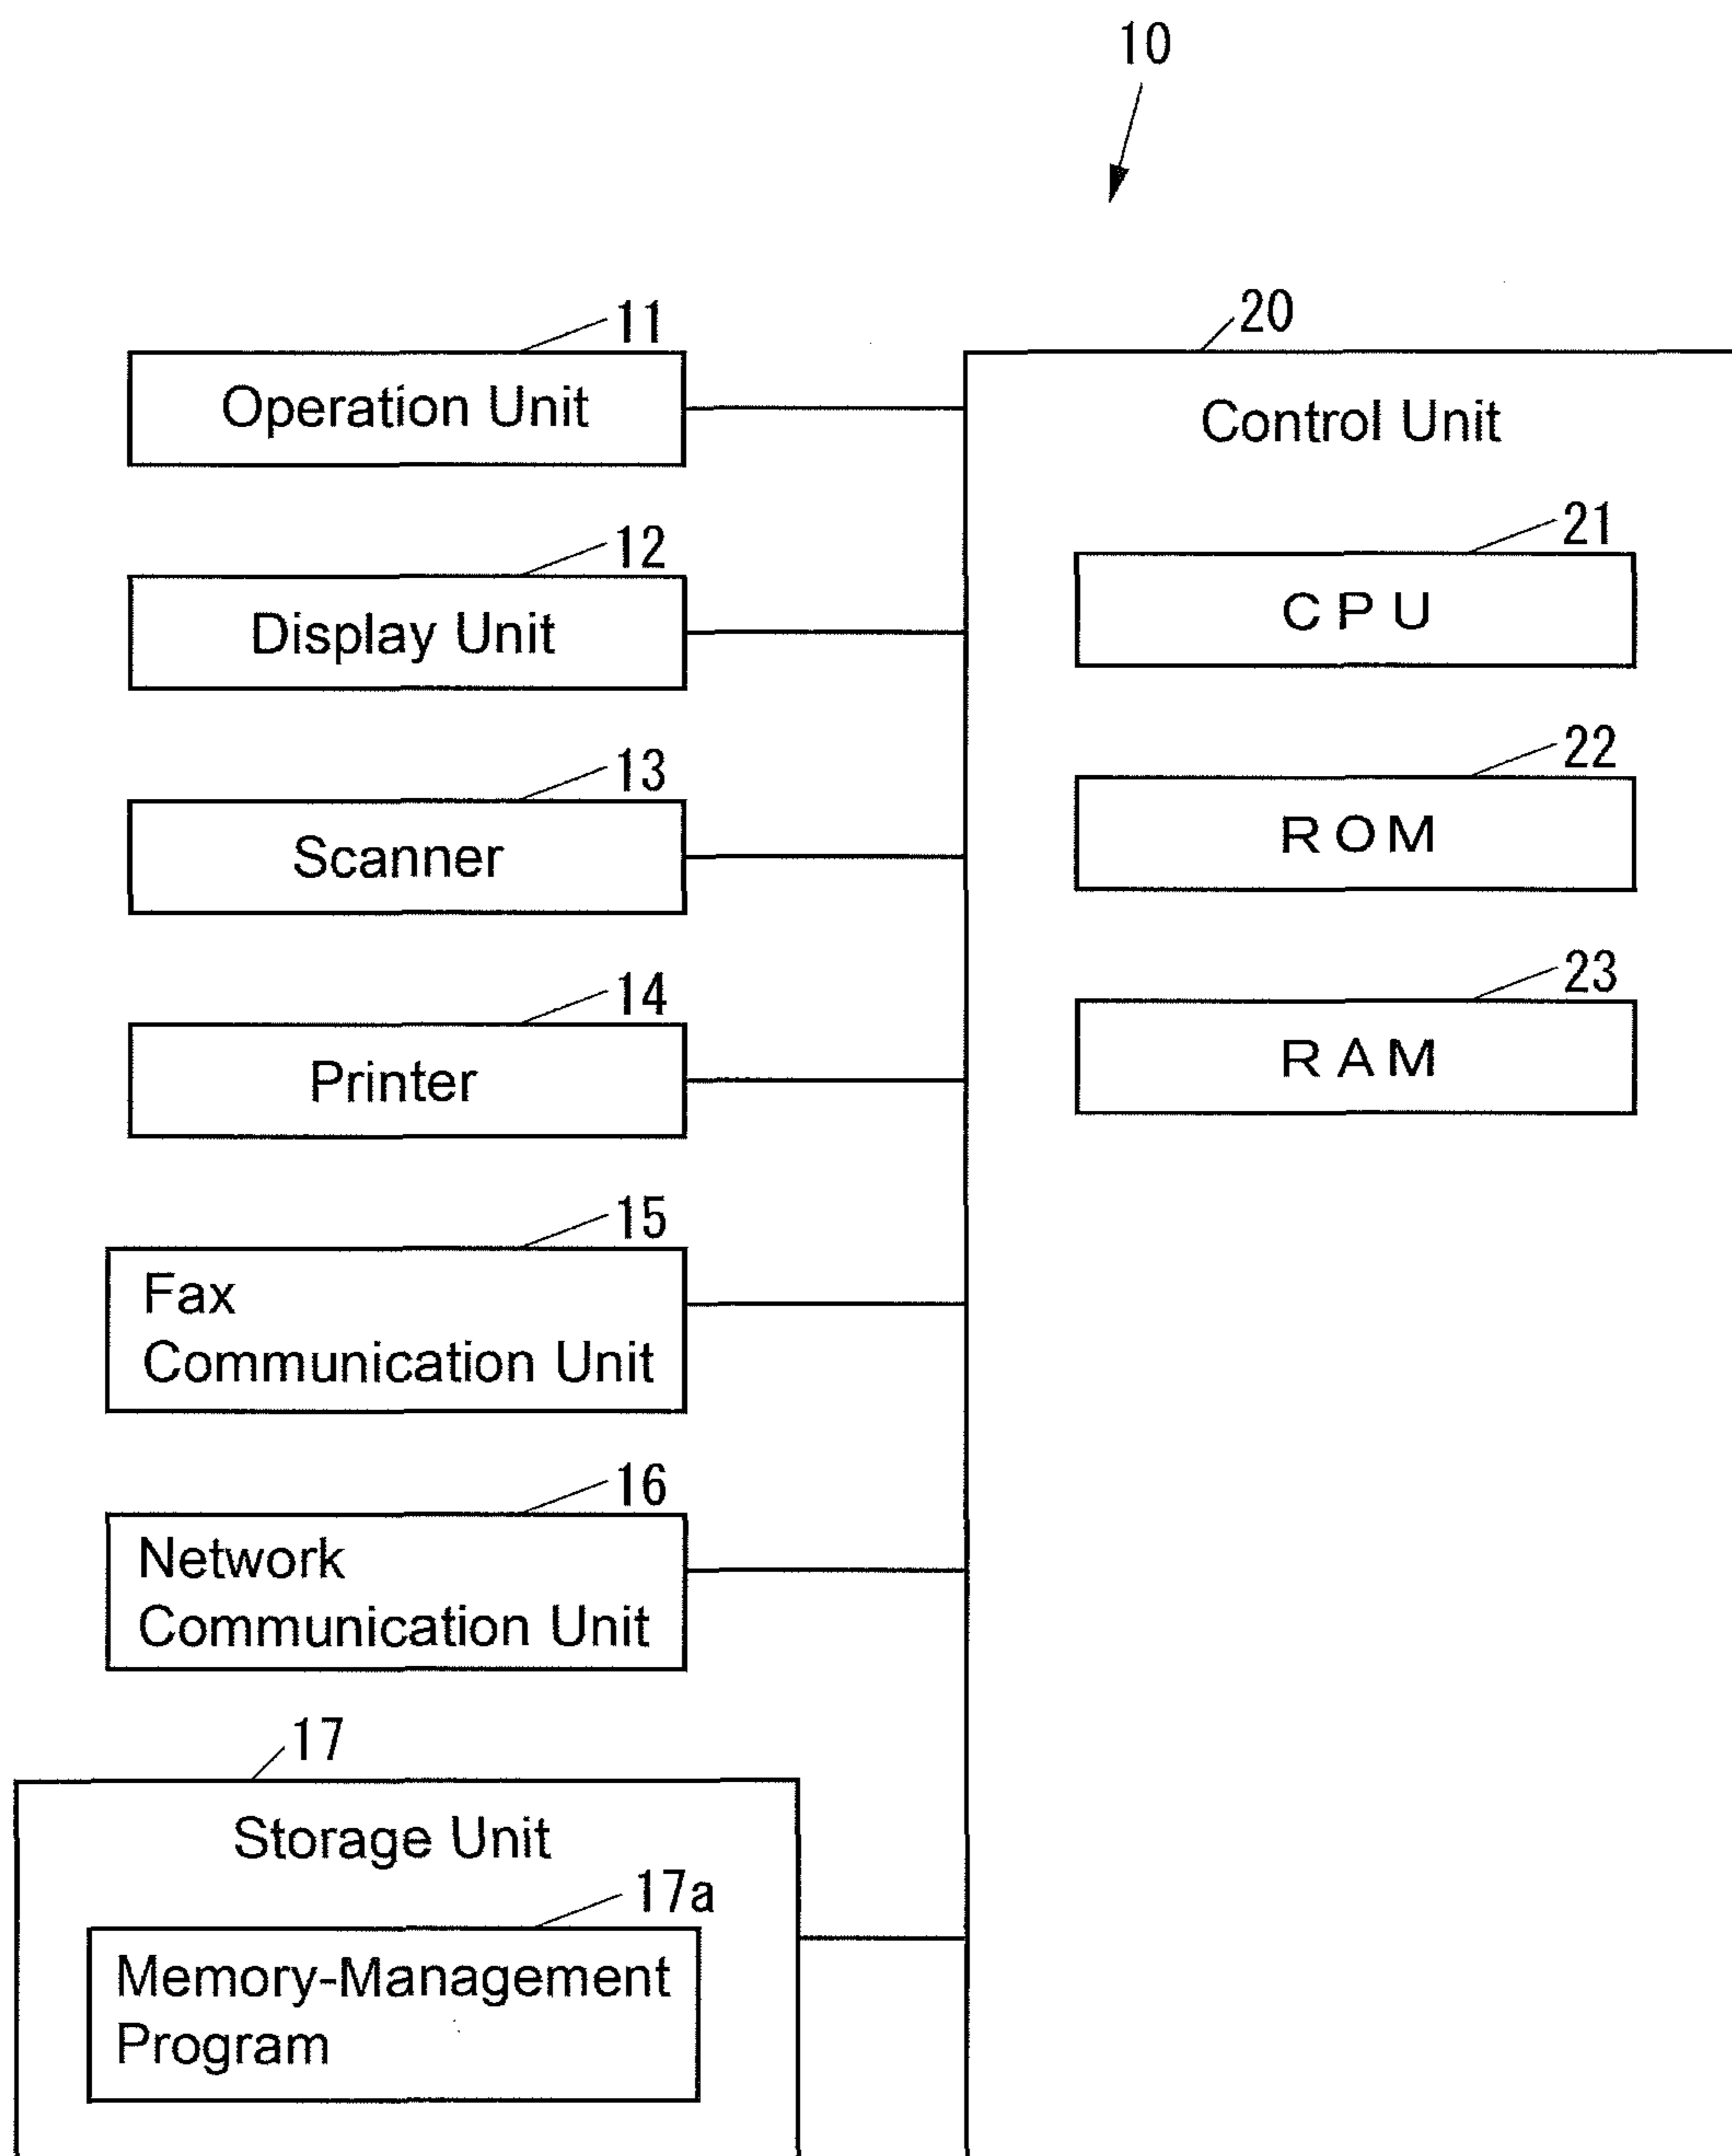 10
11
Operation Unit
12
Display Unit
13
Scanner
14
Printer
15
Fax
Communication Unit
16
Network
Communication Unit
17
Storage Unit
17a
Memory-Management
Program
20
Control Unit
21
CPU
22
ROM
23
RAM